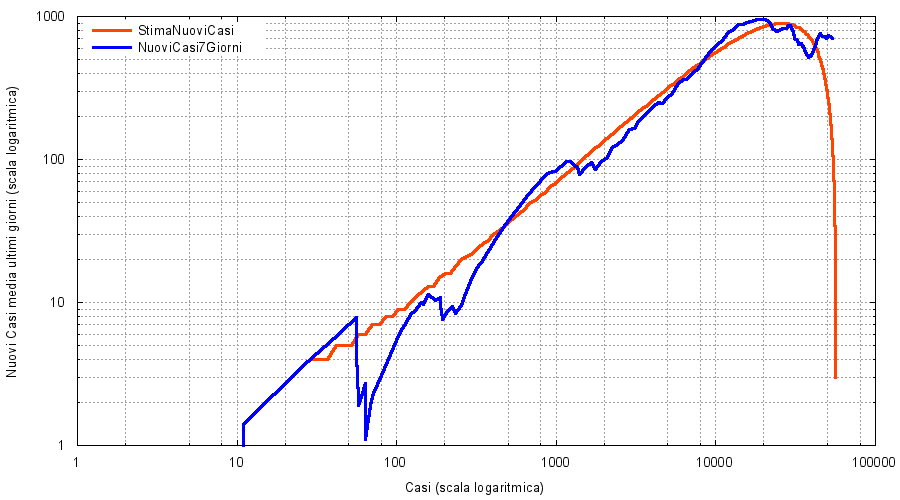 1000
StimaNuoviCasi
NuoviCasi7Giorni
100
10
1
Nuovi Casi media ultimi giorni (scala logaritmica)
1 10 100 1000 10000 100000
Casi (scala logaritmica)